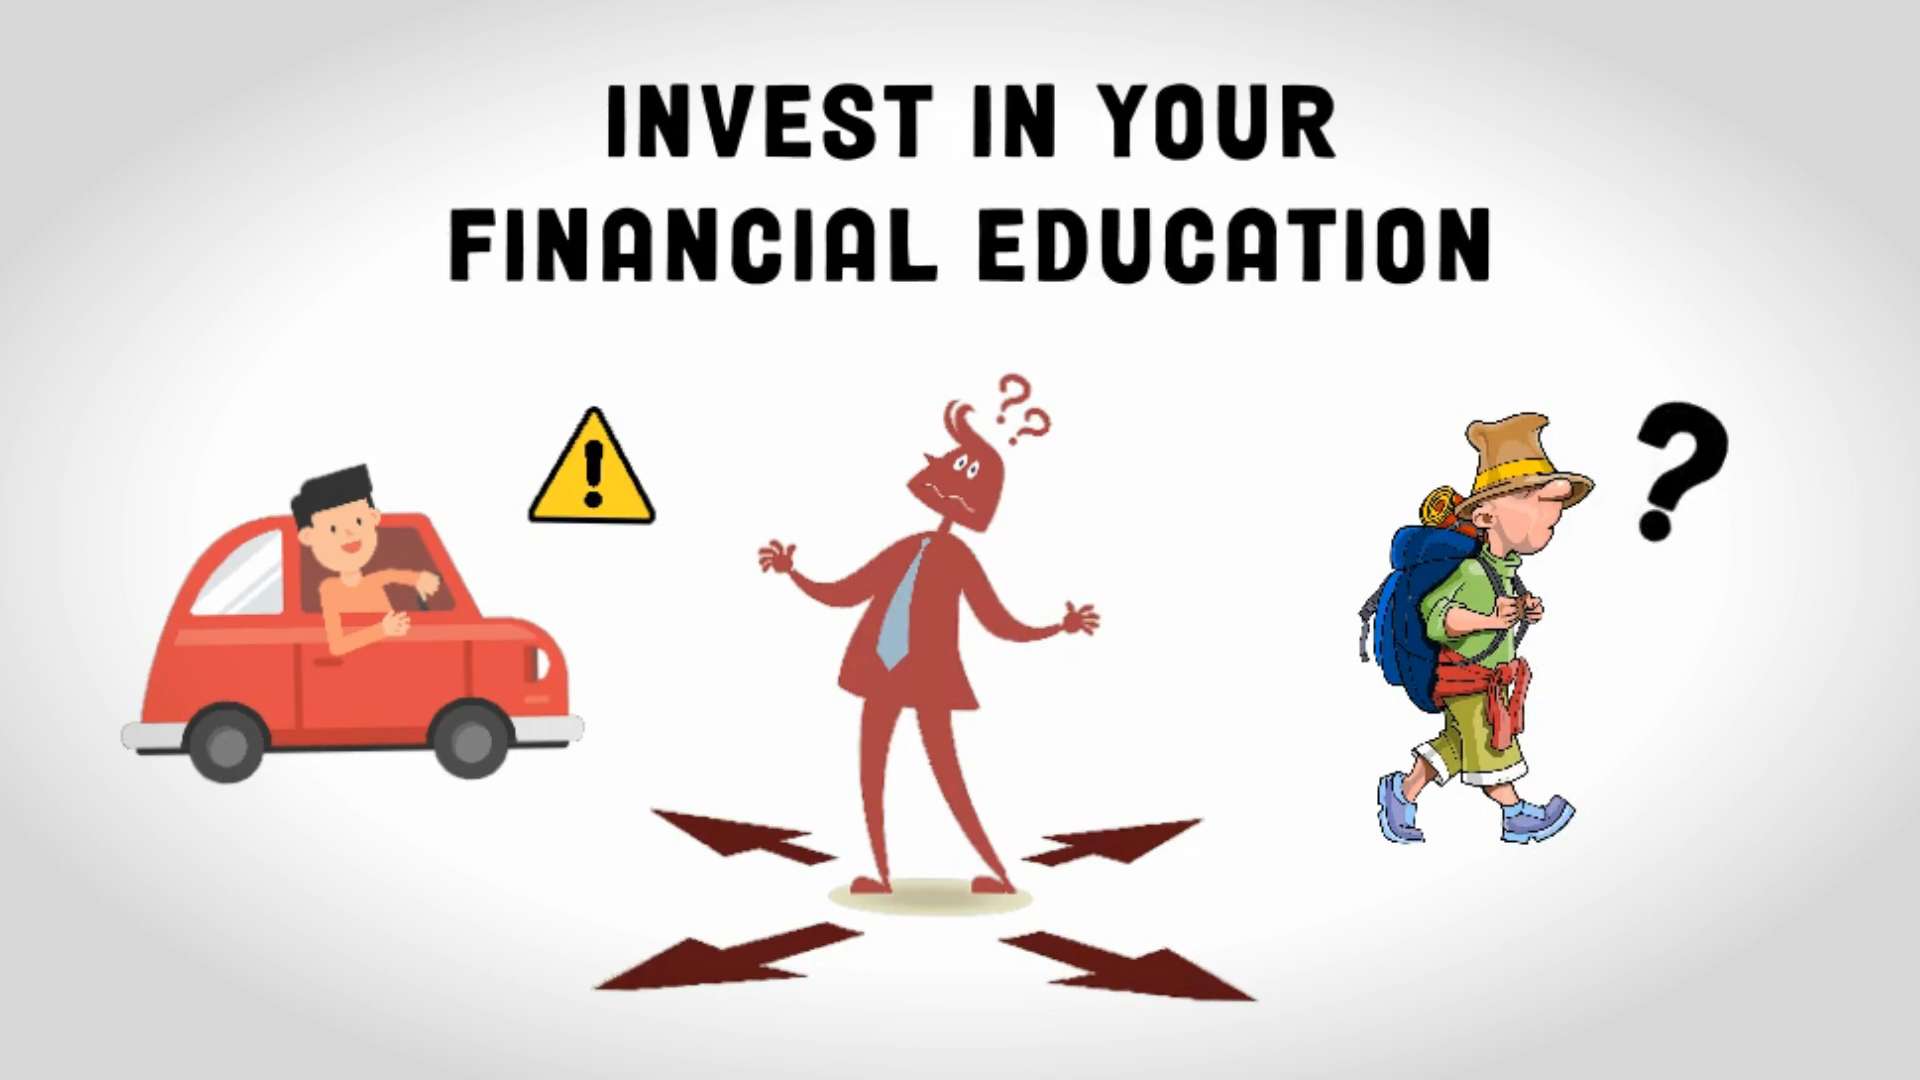 INVEST IN YOUR
FINANCIAL EDUCATION
? ?
?
!